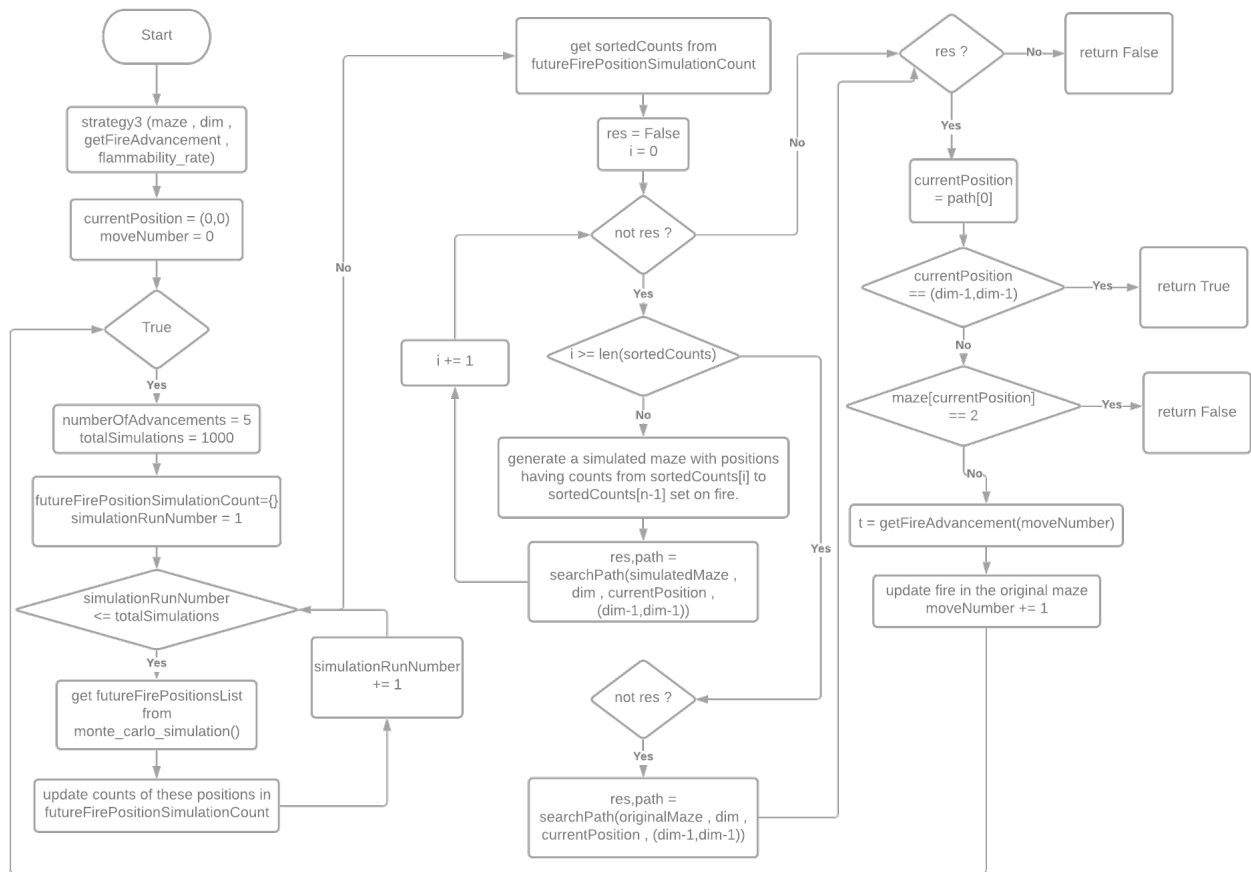 Start
strategy3 (maze , dim ,
getFireAdvancement ,
flammability_rate)
currentPosition = (0,0)
moveNumber = 0
True
Yes
numberOfAdvancements = 5
totalSimulations = 1000
futureFirePositionSimulationCount={}
simulationRunNumber = 1
simulationRunNumber
<= totalSimulations
Yes
get futureFirePositionsList
from
monte_carlo_simulation()
update counts of these positions in
futureFirePositionSimulationCount
simulationRunNumber
+= 1
No
get sortedCounts from
futureFirePositionSimulationCount
res = False
i = 0
not res ?
No
Yes
i >= len(sortedCounts)
i += 1
No
Yes
generate a simulated maze with positions
having counts from sortedCounts[i] to
sortedCounts[n-1] set on fire.
res,path =
searchPath(simulatedMaze ,
dim , currentPosition ,
(dim-1,dim-1))
not res ?
Yes
res,path =
searchPath(originalMaze , dim ,
currentPosition , (dim-1,dim-1))
res ?
No
return False
Yes
currentPosition
= path[0]
currentPosition
== (dim-1,dim-1)
Yes
return True
No
maze[currentPosition]
== 2
Yes
return False
No
t = getFireAdvancement(moveNumber)
update fire in the original maze
moveNumber += 1